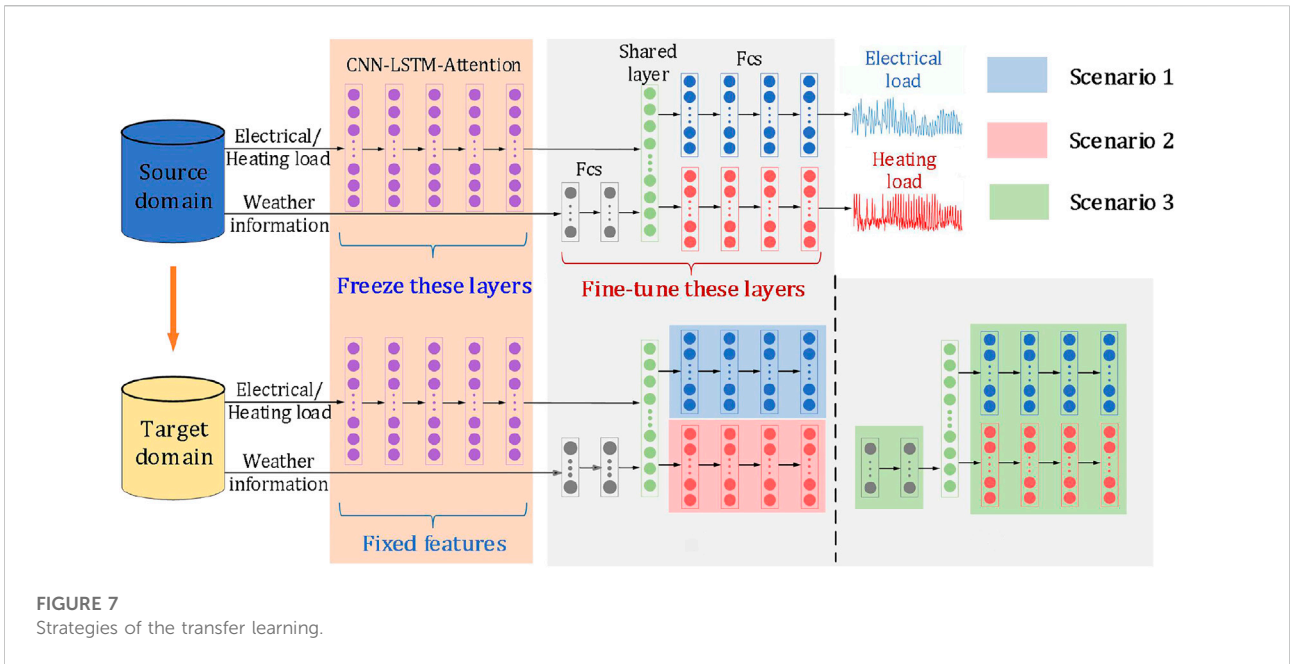 CNN-LSTM-Attention
Shared
layer
Fcs
Electrical
load
Scenario 1
Electrical/
Heating load
Source
domain
Fcs
Weather
information
Heating
load
Scenario 2
Scenario 3
Freeze these layers
Fine-tune these layers
Electrical/
Heating load
Target
domain
Weather
information
Fixed features
FIGURE 7
Strategies of the transfer learning.